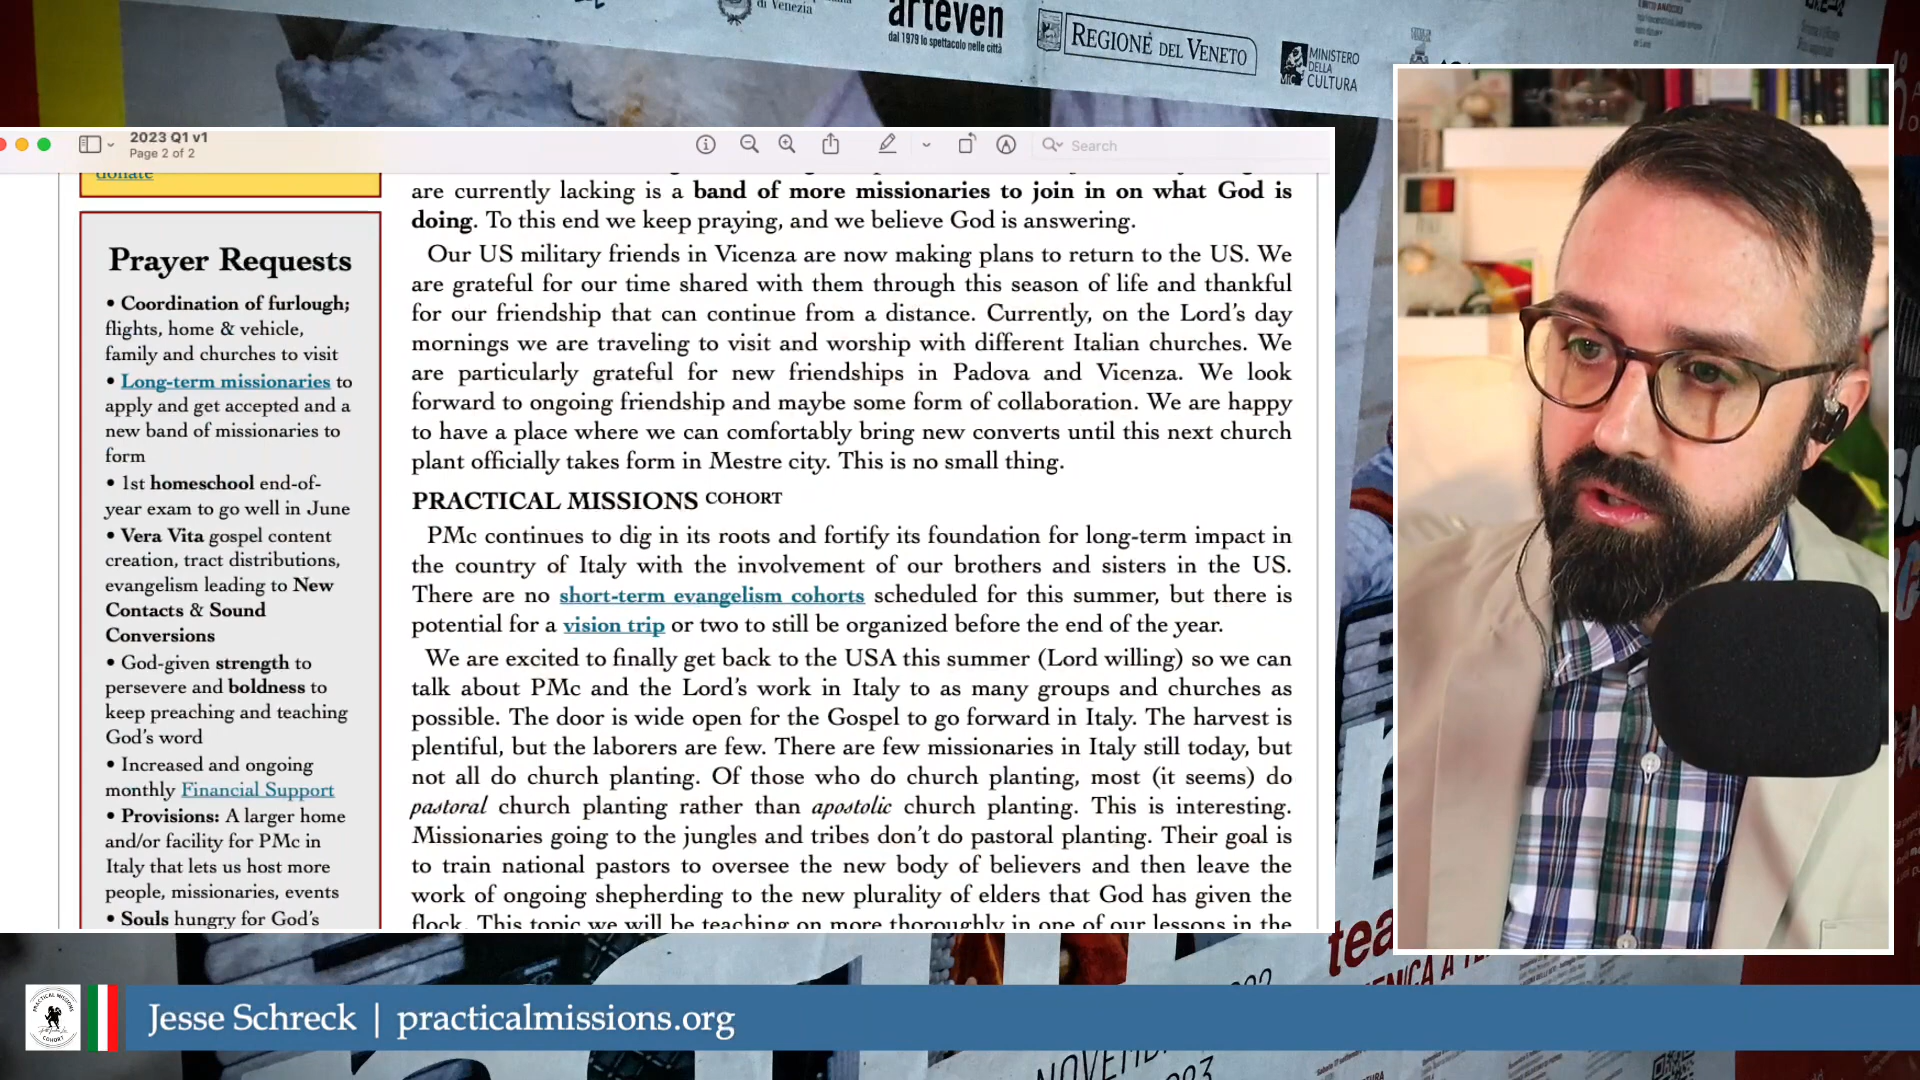 di Venezia
arteven
dal 1979 lo spettacolo nelle città
REGIONE DEL VENETO
MiC
MINISTERO
DELLA
CULTURA
2023 Q1 v1
Page 2 of 2
Search
donate
Prayer Requests
• Coordination of furlough;
flights, home & vehicle,
family and churches to visit
• Long-term missionaries to
apply and get accepted and a
new band of missionaries to
form
• 1st homeschool end-of-
year exam to go well in June
• Vera Vita gospel content
creation, tract distributions,
evangelism leading to New
Contacts & Sound
Conversions
• God-given strength to
persevere and boldness to
keep preaching and teaching
God's word
• Increased and ongoing
monthly Financial Support
• Provisions: A larger home
and/or facility for PMc in
Italy that lets us host more
people, missionaries, events
• Souls hungry for God's
are currently lacking is a band of more missionaries to join in on what God is
doing. To this end we keep praying, and we believe God is answering.
Our US military friends in Vicenza are now making plans to return to the US. We
are grateful for our time shared with them through this season of life and thankful
for our friendship that can continue from a distance. Currently, on the Lord's day
mornings we are traveling to visit and worship with different Italian churches. We
are particularly grateful for new friendships in Padova and Vicenza. We look
forward to ongoing friendship and maybe some form of collaboration. We are happy
to have a place where we can comfortably bring new converts until this next church
plant officially takes form in Mestre city. This is no small thing.
PRACTICAL MISSIONS COHORT
PMc continues to dig in its roots and fortify its foundation for long-term impact in
the country of Italy with the involvement of our brothers and sisters in the US.
There are no short-term evangelism cohorts scheduled for this summer, but there is
potential for a vision trip or two to still be organized before the end of the year.
We are excited to finally get back to the USA this summer (Lord willing) so we can
talk about PMc and the Lord's work in Italy to as many groups and churches as
possible. The door is wide open for the Gospel to go forward in Italy. The harvest is
plentiful, but the laborers are few. There are few missionaries in Italy still today, but
not all do church planting. Of those who do church planting, most (it seems) do
pastoral church planting rather than apostolic church planting. This is interesting.
Missionaries going to the jungles and tribes don't do pastoral planting. Their goal is
to train national pastors to oversee the new body of believers and then leave the
work of ongoing shepherding to the new plurality of elders that God has given the
flock. This topic we will be teaching on more thoroughly in one of our lessons in the
tea
PRACTICAL MISSIONS
COHORT
Jesse Schreck | practicalmissions.org